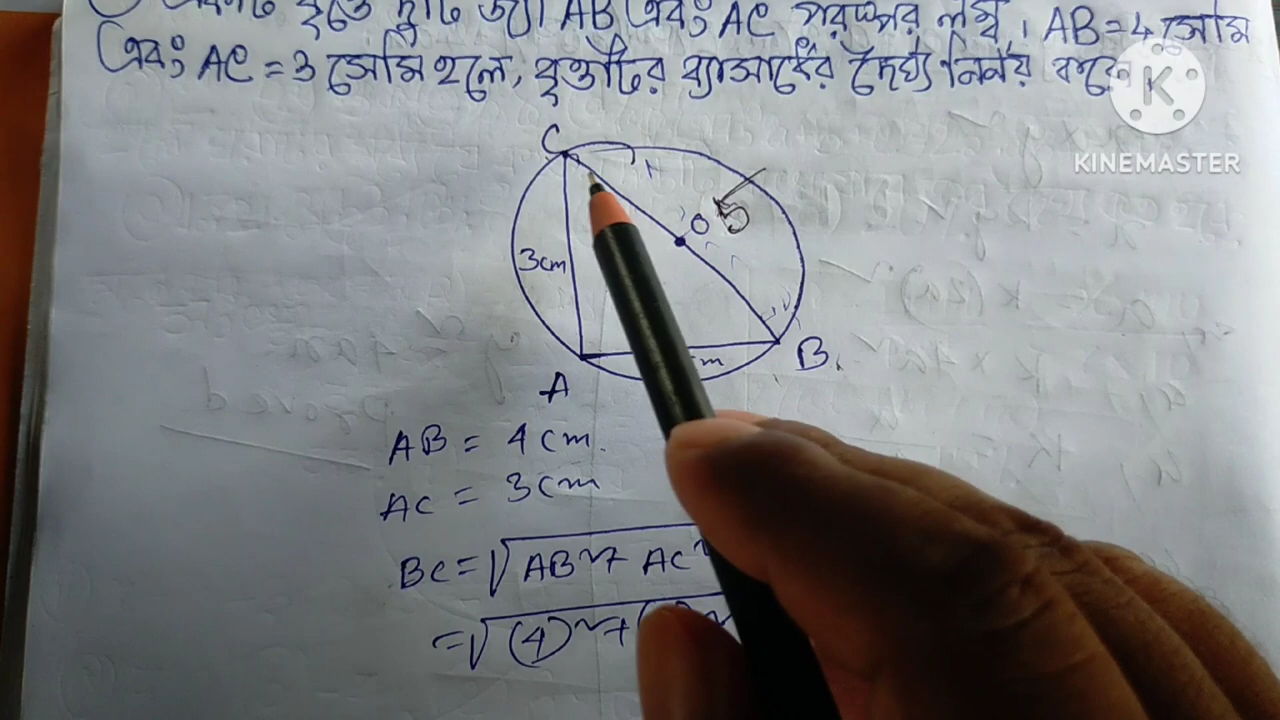 বৃত্তে দুটি জ্যা AB এবং AC পরস্পর লম্ব। AB = 4 সেমি
এবং AC = 3 সেমি হলে, বৃত্তটির ব্যাসার্ধের দৈর্ঘ্য নির্ণয় করো
K
KINEMASTER
C
O 5
3cm
m
B
A
AB = 4 cm.
AC = 3 cm
BC = √AB² + AC²
= √(4)² +